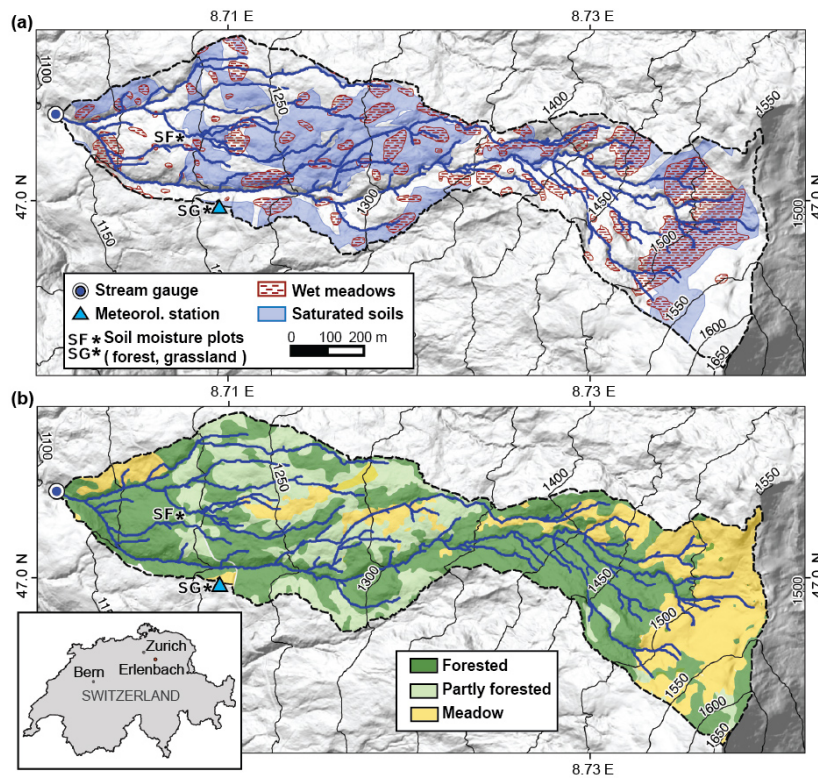 8.71 E
8.73 E
(a)
1100
1250
1400
1550
SF*
47.0 N
SG*
1300
1450
1500
1500
1150
1550
1600
1650
Stream gauge
Meteorol. station
SF* Soil moisture plots
SG* ( forest, grassland )
Wet meadows
Saturated soils
0 100 200 m
8.71 E
(b)
1100
1250
1400
1550
SF*
47.0 N
SG*
1300
1450
1500
1500
1550
1600
1650
Zurich
Bern
Erlenbach
SWITZERLAND
Forested
Partly forested
Meadow
8.73 E